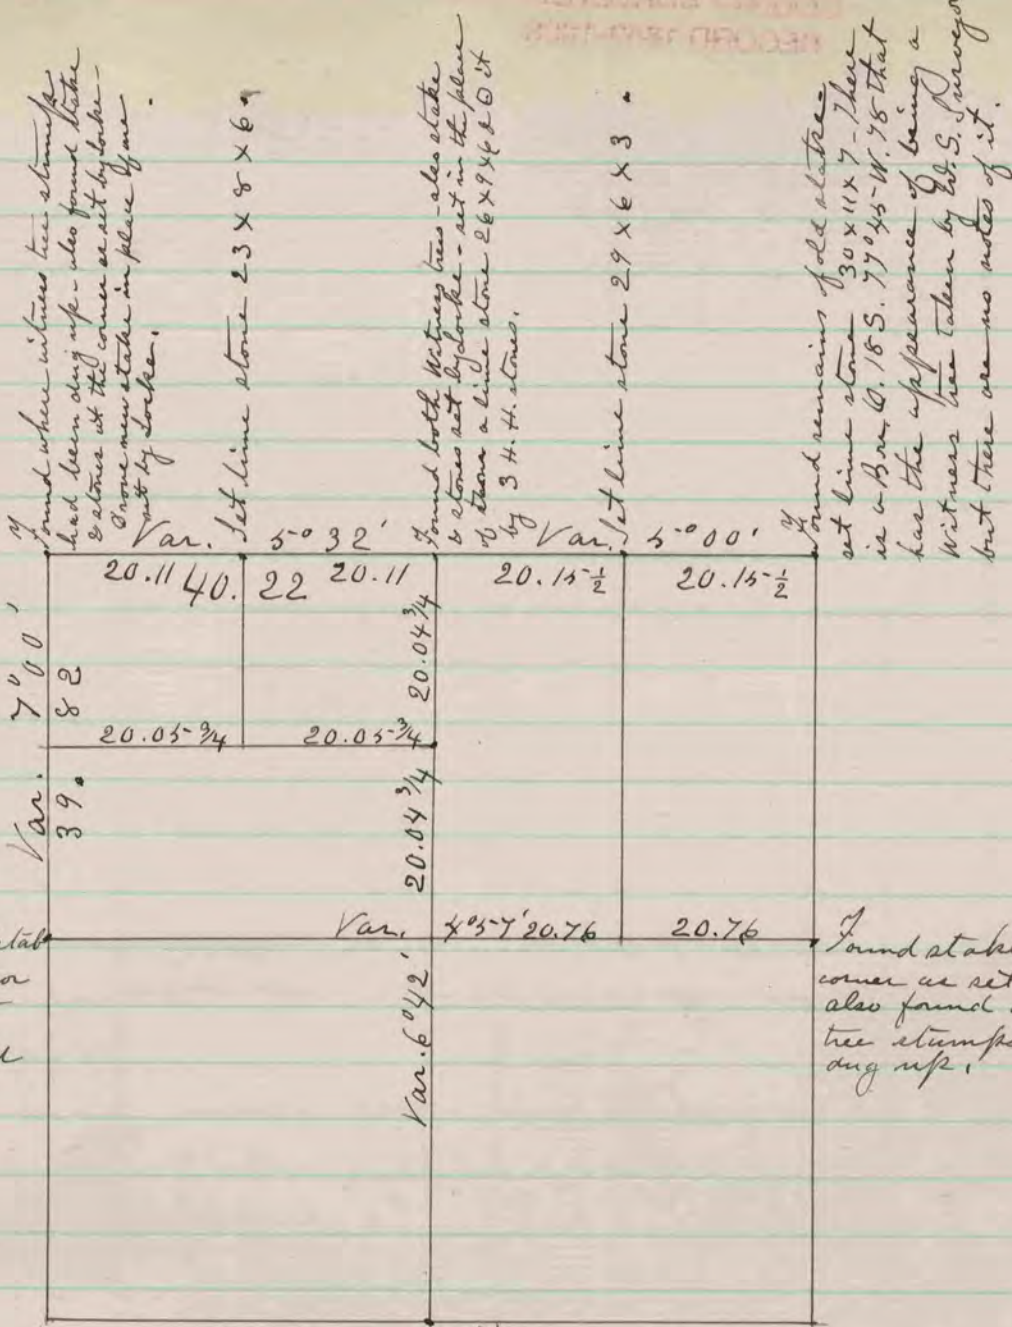 Found where witness tree stumps
had been dug up - also found stake
& stones at the corner as set by Locke -
Drove new stake in place of one
set by Locke.
Set lime stone 23 X 8 X 6.
Found both Witness trees - also stake
& stones set by Locke - set in the place
of them a lime stone 26 X 9 X 6 &
by 3 H. H. stones.
Set lime stone 29 X 6 X 3
Found remains of old stake -
set lime stone 30 X 11 X 7 - There
is a Br. O. 18 S. 77° 45' W. 78 that
has the appearance of being a
Witness tree taken by U.S. Surveyor
but there are no notes of it.
Var. 5° 32' Var. 5° 00'
20.11 40.22 20.11 20.15½ 20.15½
Var. 7° 00'
39.82
20.04¾
20.05¾ 20.05¾
20.04¾
Var. 4° 57' 20.76 20.76
Found stake
corner as set
also found
tree stumps
dug up.
or
Var. 6° 42'